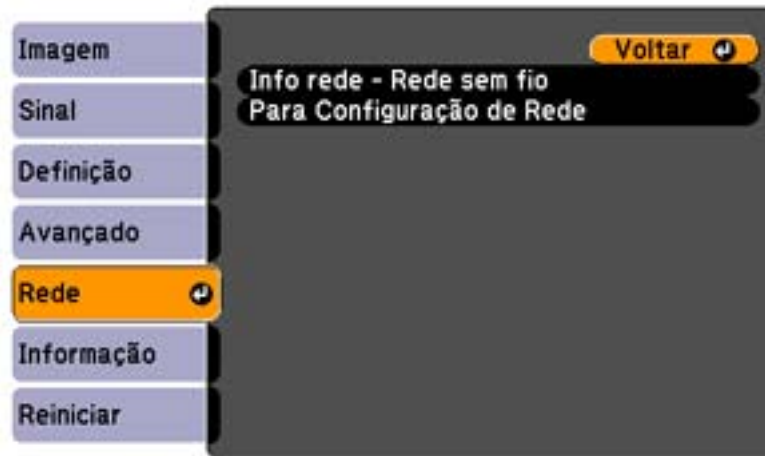 Imagem
Sinal
Definição
Avançado
Rede
Informação
Reiniciar
Voltar
Info rede - Rede sem fio
Para Configuração de Rede